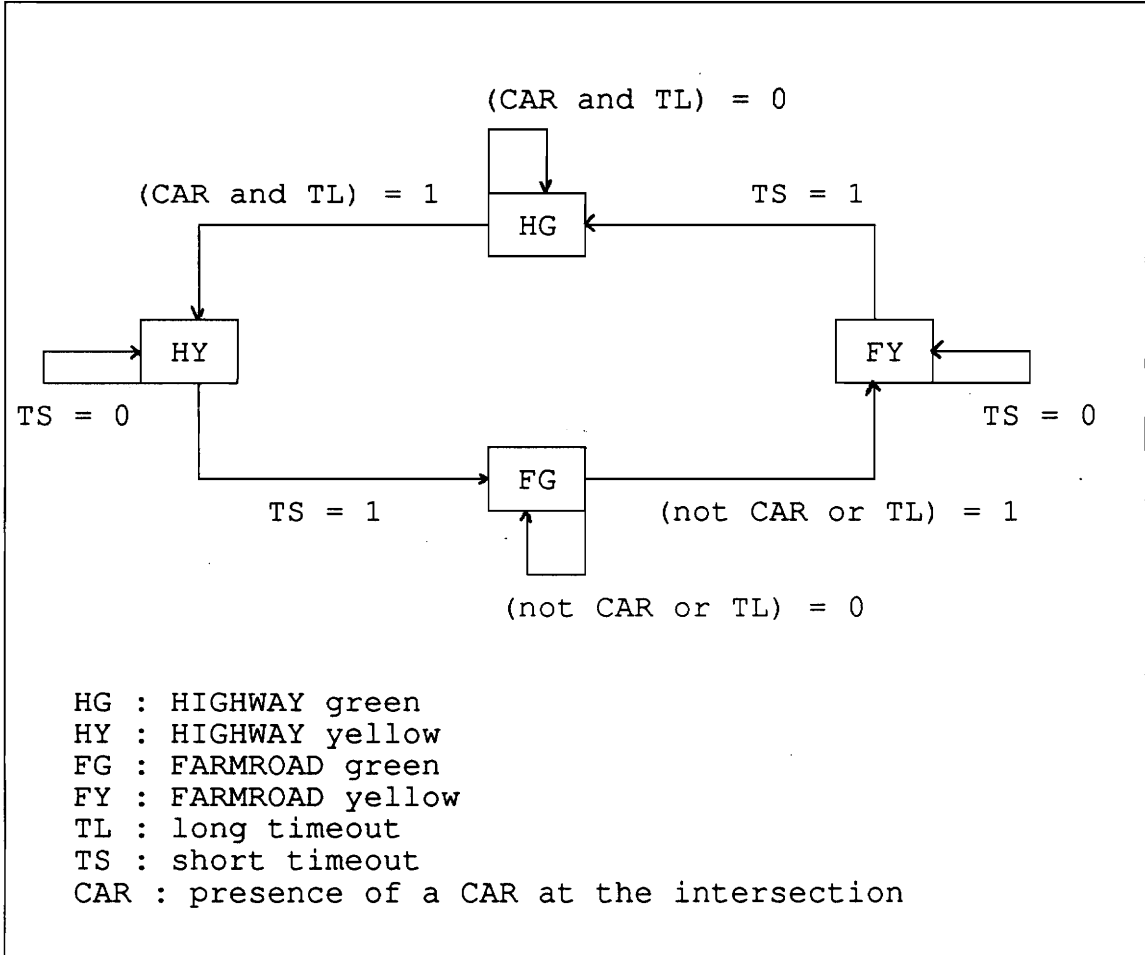 (CAR and TL) = 0
(CAR and TL) = 1
TS = 1
HG
HY
FY
TS = 0
TS = 0
FG
TS = 1
(not CAR or TL) = 1
(not CAR or TL) = 0
HG : HIGHWAY green
HY : HIGHWAY yellow
FG : FARMROAD green
FY : FARMROAD yellow
TL : long timeout
TS : short timeout
CAR : presence of a CAR at the intersection